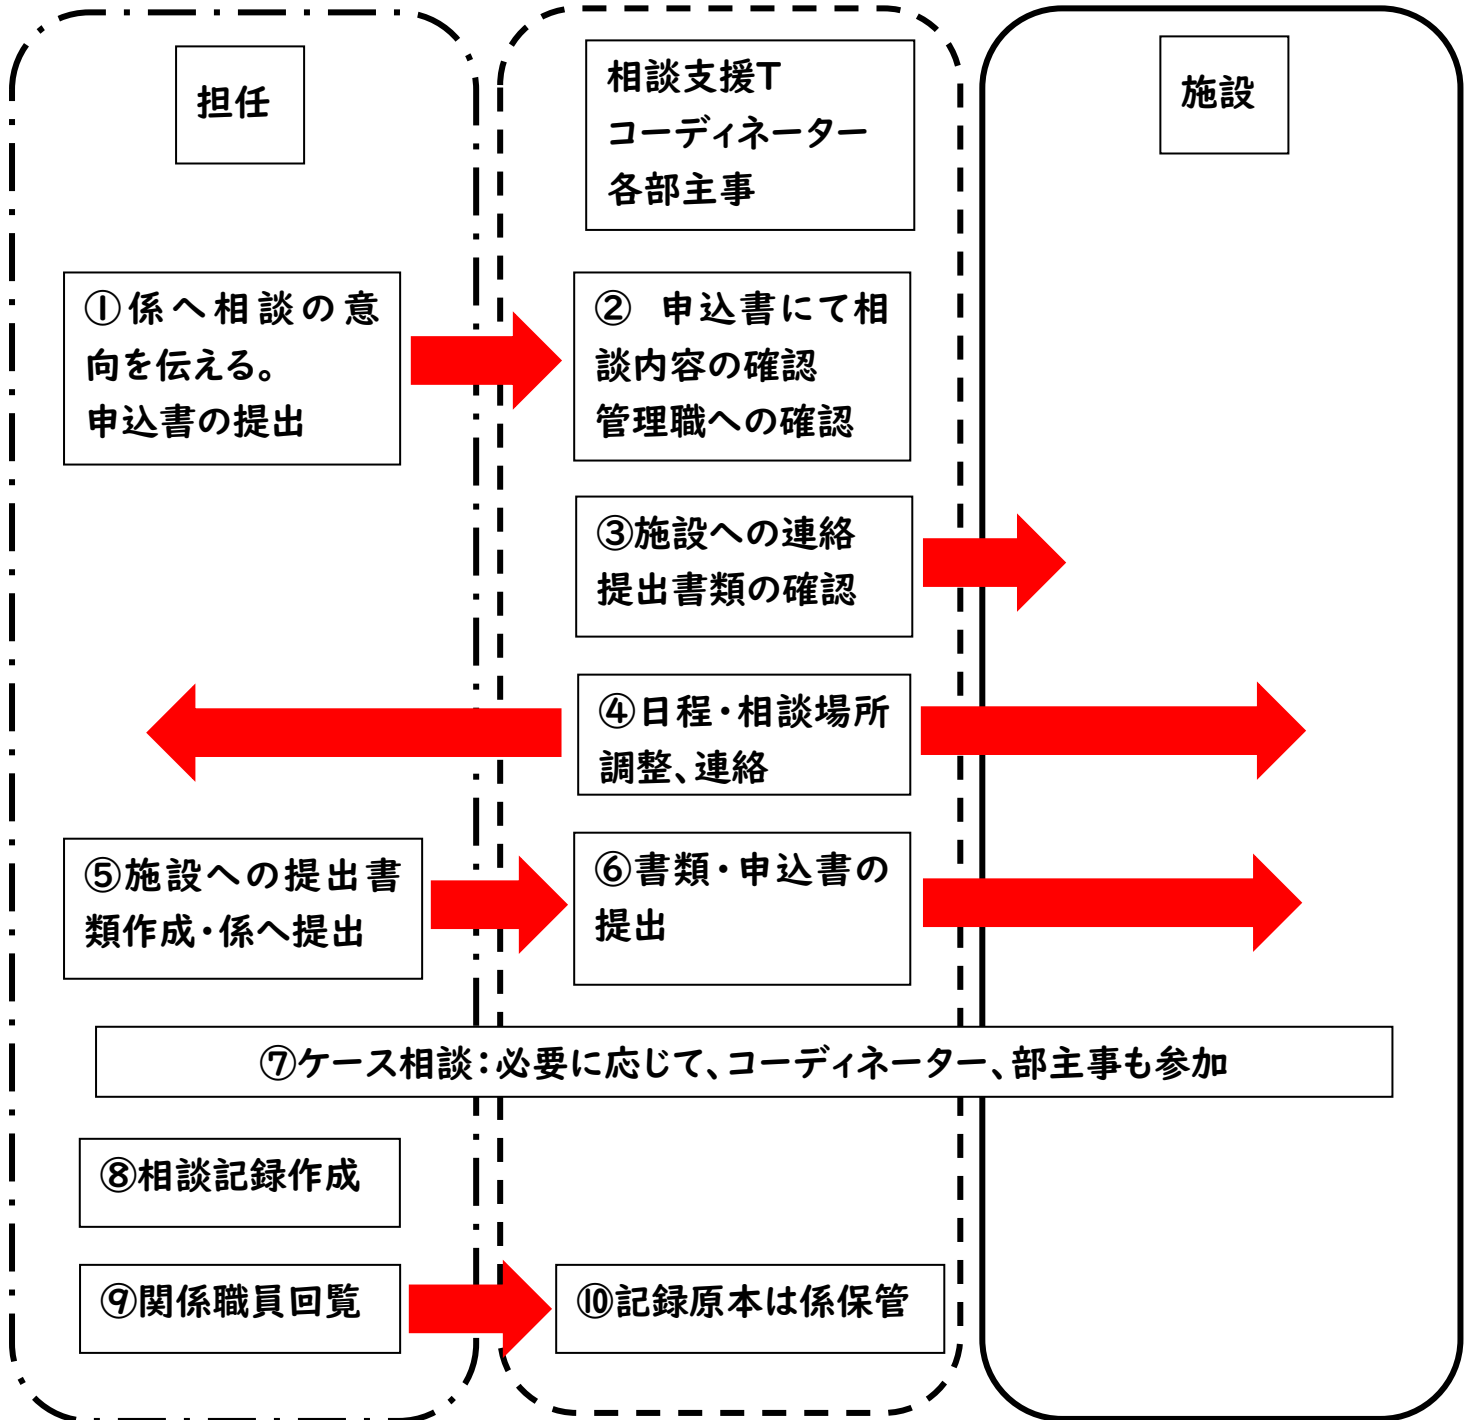 担任
相談支援T
コーディネーター
各部主事
施設
①係へ相談の意
向を伝える。
申込書の提出
②　申込書にて相
談内容の確認
管理職への確認
③施設への連絡
提出書類の確認
④日程・相談場所
調整、連絡
⑤施設への提出書
類作成・係へ提出
⑥書類・申込書の
提出
⑦ケース相談：必要に応じて、コーディネーター、部主事も参加
⑧相談記録作成
⑨関係職員回覧
⑩記録原本は係保管